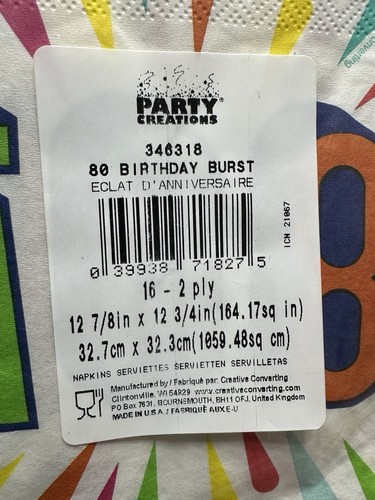 PARTY
CREATIONS
346318
80 BIRTHDAY BURST
ECLAT D'ANNIVERSAIRE
0 39938 71827 5
ICN 21067
16 - 2 ply
12 7/8in x 12 3/4in(164.17sq in)
32.7cm x 32.3cm(1059.48sq cm)
NAPKINS SERVIETTES SERVIETTEN SERVILLETAS
Manufactured by / Fabriqué par: Creative Converting
Clintonville, WI 54929 www.creativeconverting.com
PO Box 7631, BOURNEMOUTH, BH11 OFJ, United Kingdom
MADE IN U.S.A. / FABRIQUÉ AUX E-U
8
Converting